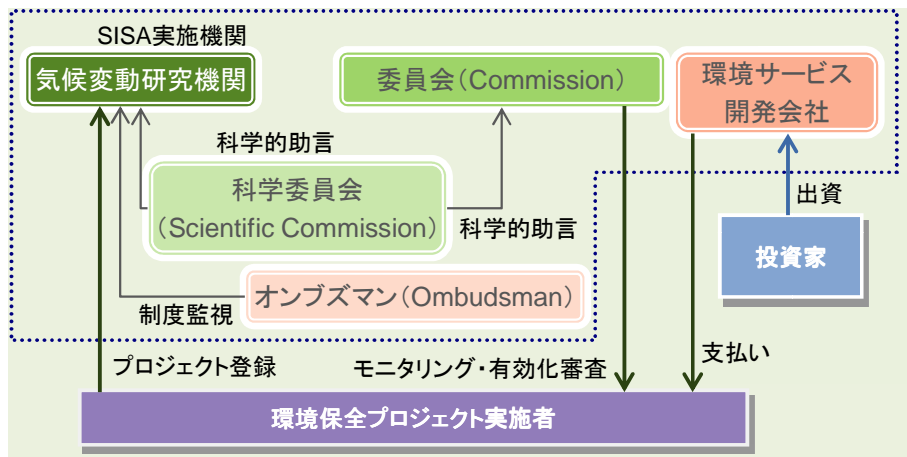 SISA実施機関
気候変動研究機関
委員会（Commission）
環境サービス
開発会社
科学的助言
科学委員会
（Scientific Commission）
科学的助言
出資
投資家
オンブズマン（Ombudsman）
制度監視
プロジェクト登録
モニタリング・有効化審査
支払い
環境保全プロジェクト実施者